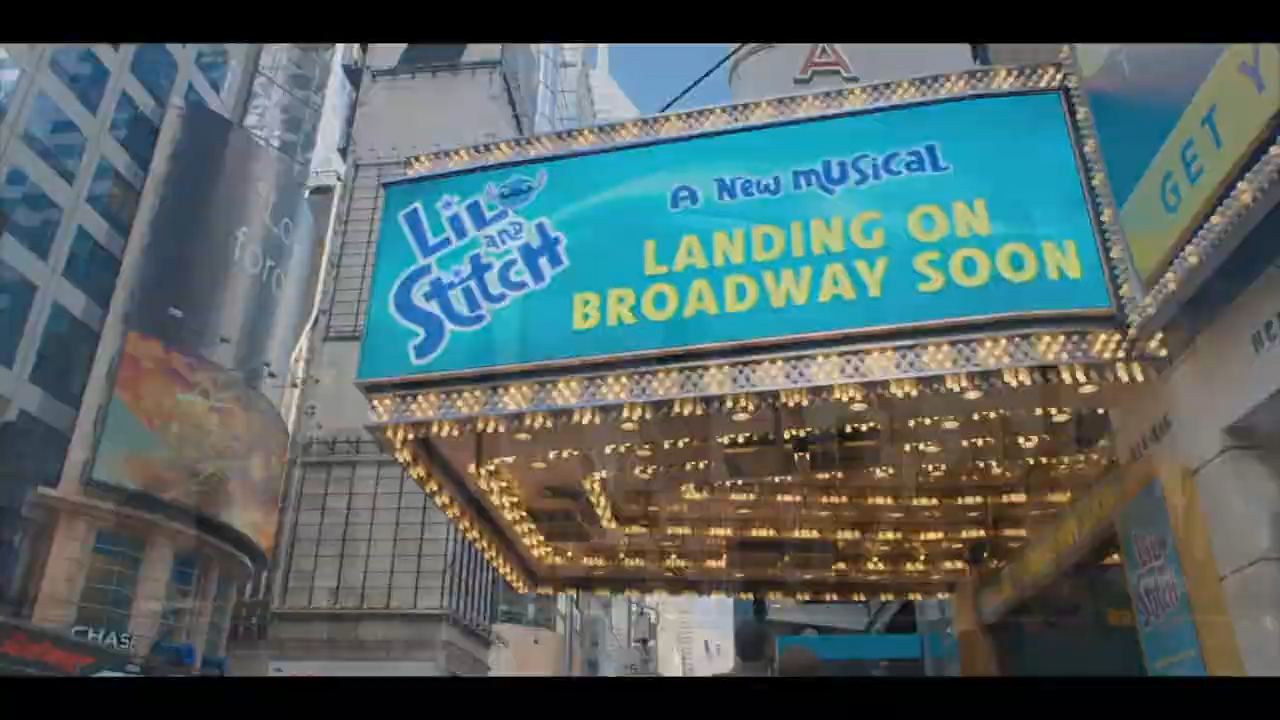 A
GET Y
A New musical
LiLo
and
Stitch
LANDING ON
BROADWAY SOON
CHASE
Lilo
and
Stitch